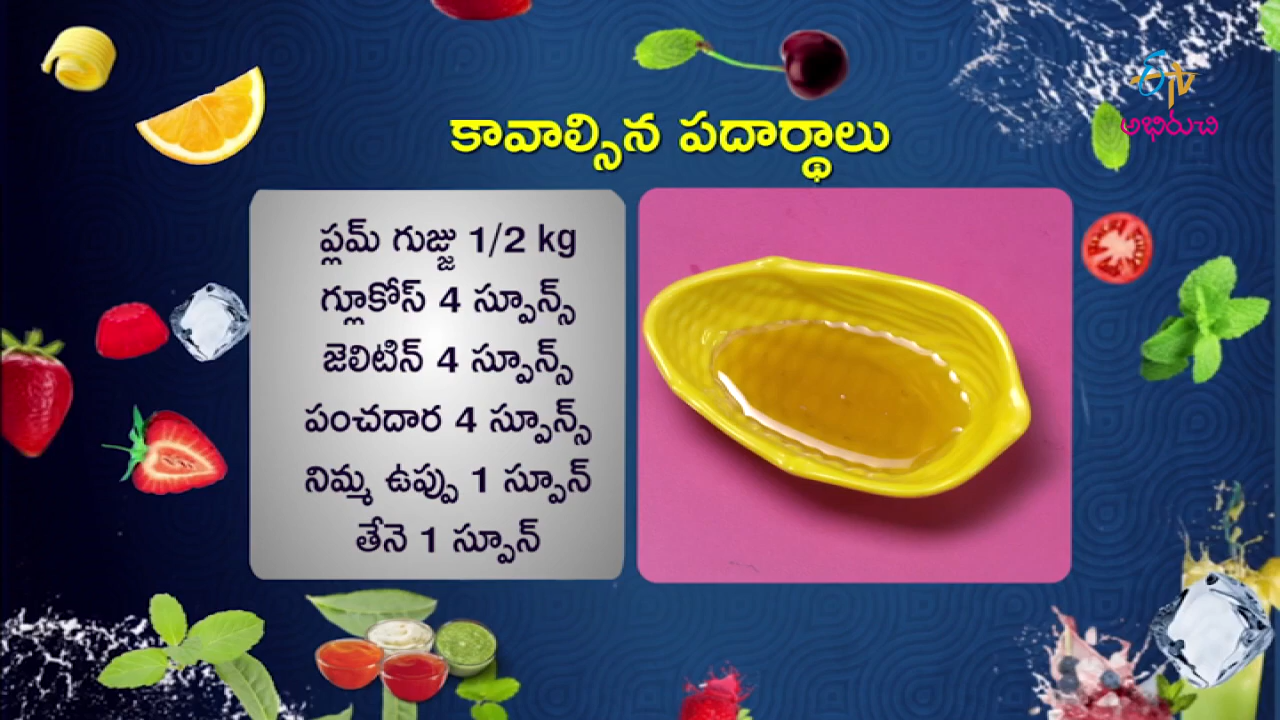 ETV
అభిరుచి
కావాల్సిన పదార్థాలు
ప్లమ్ గుజ్జు 1/2 kg
గ్లూకోస్ 4 స్పూన్స్
జెలిటిన్ 4 స్పూన్స్
పంచదార 4 స్పూన్స్
నిమ్మ ఉప్పు 1 స్పూన్
తేనె 1 స్పూన్